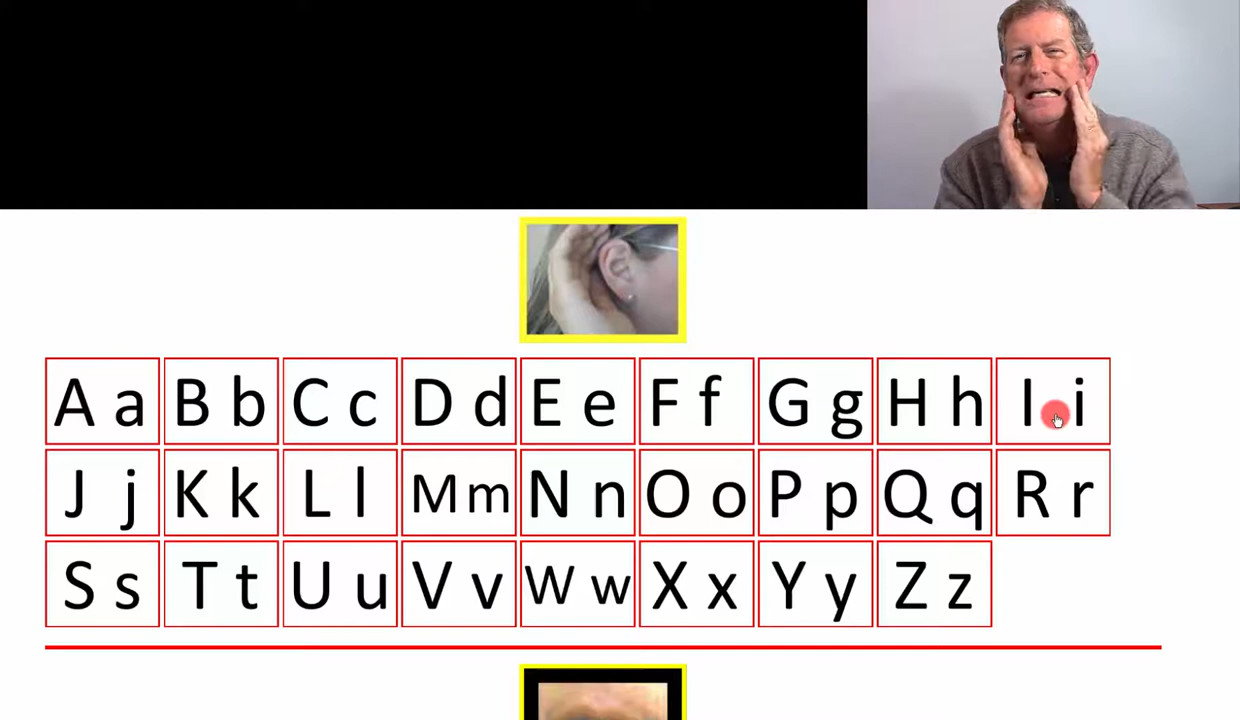 A a B b C c D d E e F f G g H h I i
J j K k L l M m N n O o P p Q q R r
S s T t U u V v W w X x Y y Z z